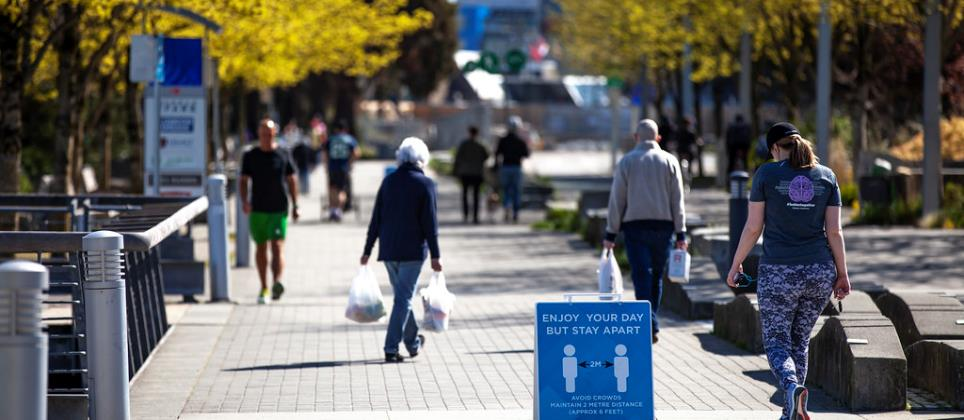 ENJOY YOUR DAY
BUT STAY APART
2M
AVOID CROWDS
MAINTAIN 2 METRE DISTANCE
(APPROX 6 FEET)